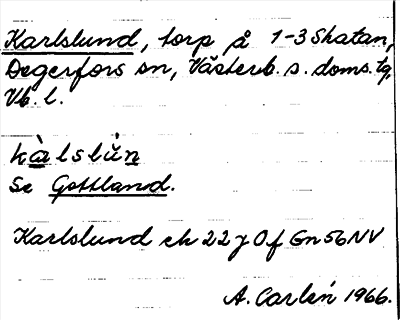 Karlslund, torp å 1-3 Skatan,
Degerfors sn, Västerb. s. doms. tg,
Vb. l.
kàlslún
Se Gottland.
Karlslund ek 22 j 0 f Gn 56 NV
A. Carlén 1966.